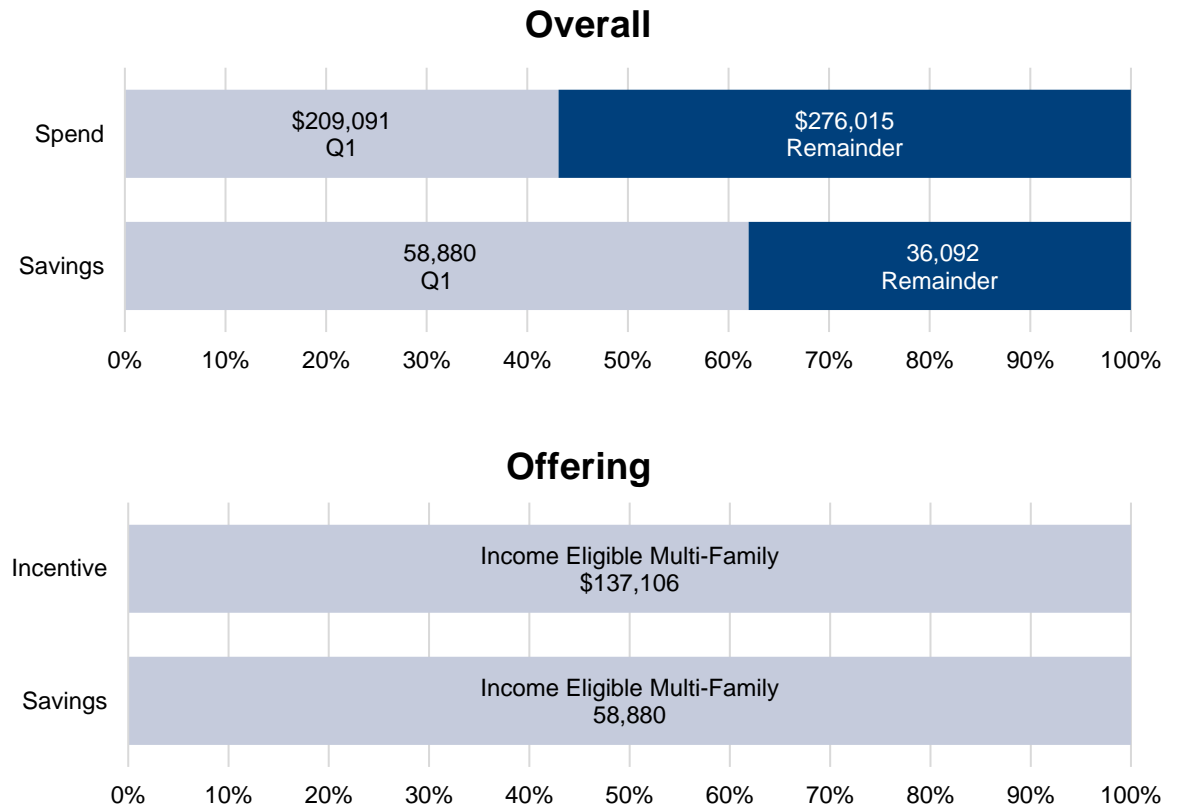 Overall
Spend
$209,091
Q1
$276,015
Remainder
Savings
58,880
Q1
36,092
Remainder
0% 10% 20% 30% 40% 50% 60% 70% 80% 90% 100%
Offering
Incentive
Income Eligible Multi-Family
$137,106
Savings
Income Eligible Multi-Family
58,880
0% 10% 20% 30% 40% 50% 60% 70% 80% 90% 100%